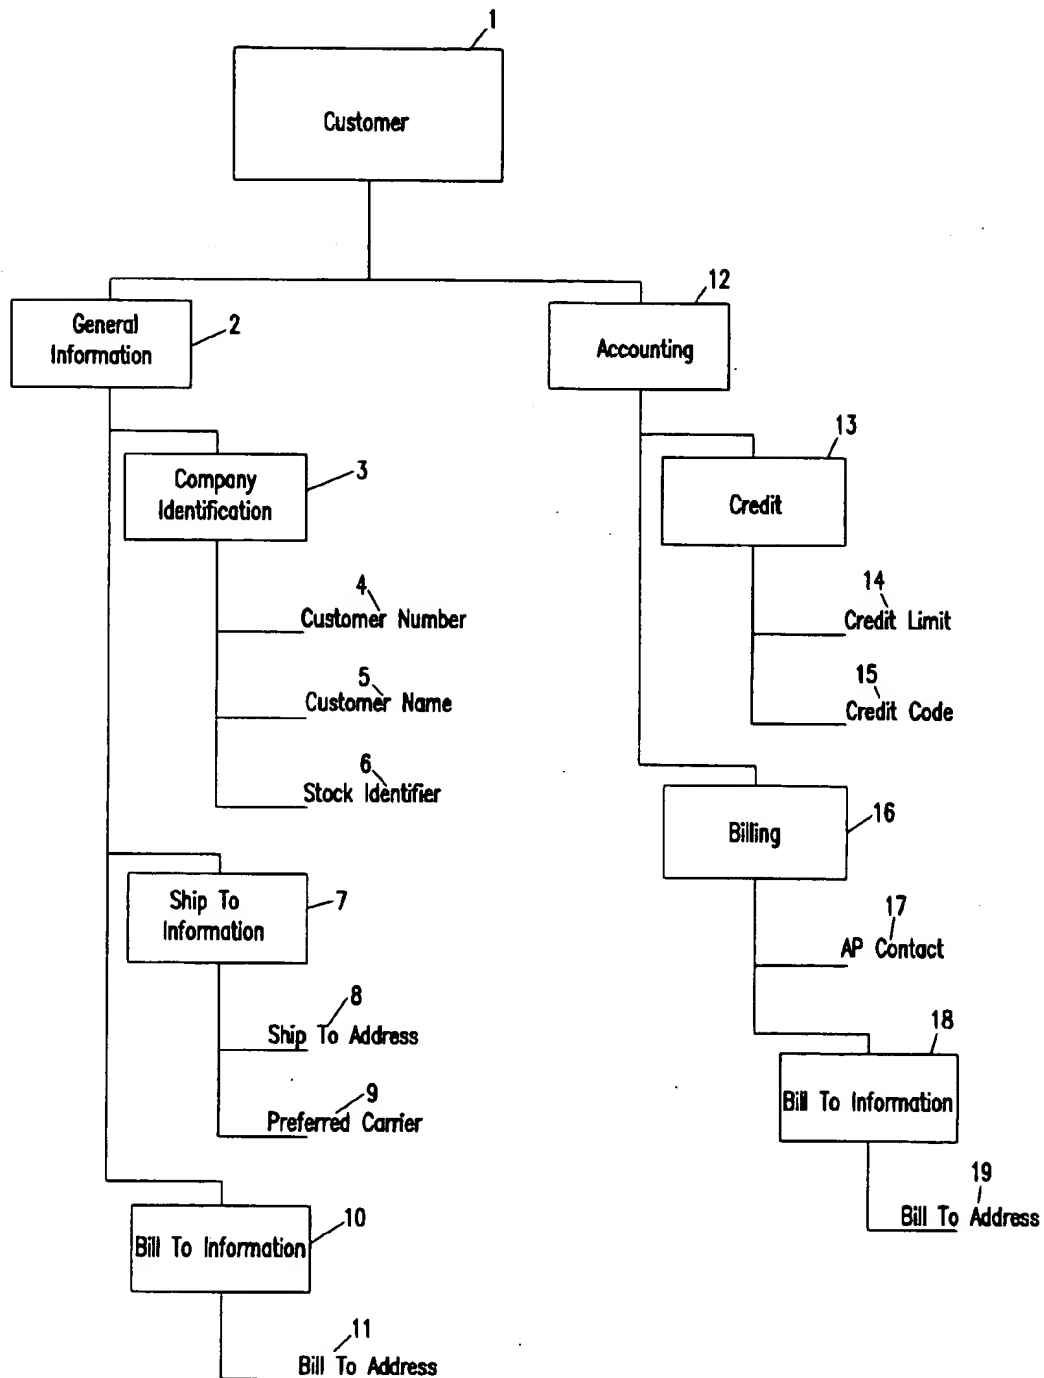 1
Customer
12
General
Information
2
Accounting
13
Company
Identification
3
Credit
4
Customer Number
14
Credit Limit
5
Customer Name
15
Credit Code
6
Stock Identifier
Billing
16
Ship To
Information
7
17
AP Contact
8
Ship To Address
18
Bill To Information
9
Preferred Carrier
19
Bill To Address
10
Bill To Information
11
Bill To Address